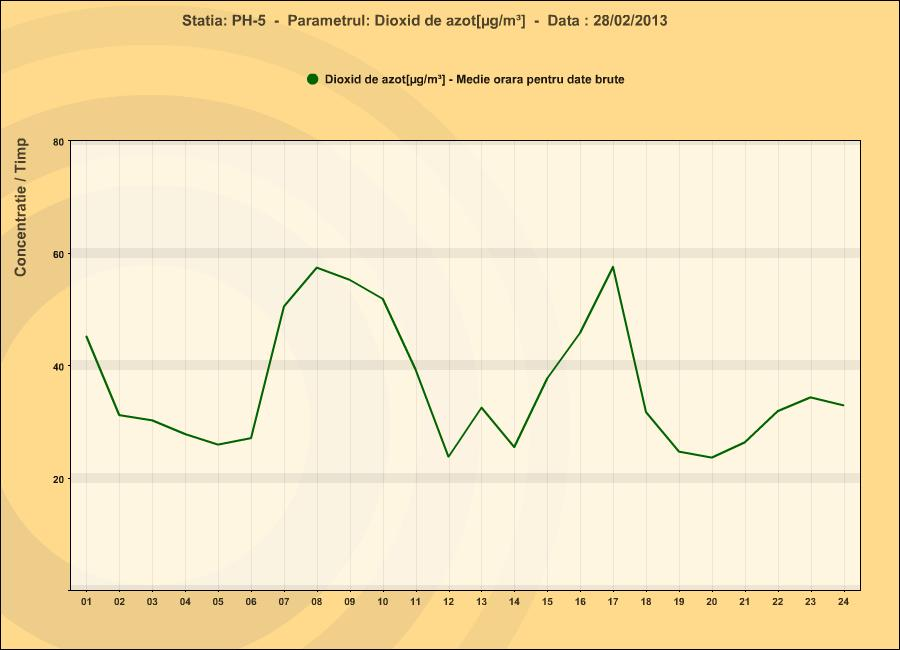 Statia: PH-5 - Parametrul: Dioxid de azot[µg/m³] - Data : 28/02/2013
Dioxid de azot[µg/m³] - Medie orara pentru date brute
Concentratie / Timp
80
60
40
20
01 02 03 04 05 06 07 08 09 10 11 12 13 14 15 16 17 18 19 20 21 22 23 24